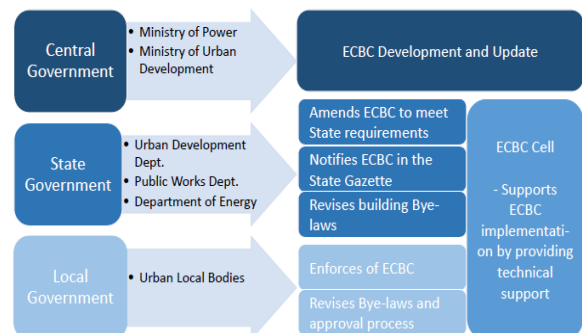 Central
Government
• Ministry of Power
• Ministry of Urban
Development
ECBC Development and Update
State
Government
• Urban Development
Dept.
• Public Works Dept.
• Department of Energy
Amends ECBC to meet
State requirements
Notifies ECBC in the
State Gazette
Revises building Bye-
laws
ECBC Cell
- Supports
ECBC
implementati-
on by providing
technical
support
Local
Government
• Urban Local Bodies
Enforces of ECBC
Revises Bye-laws and
approval process